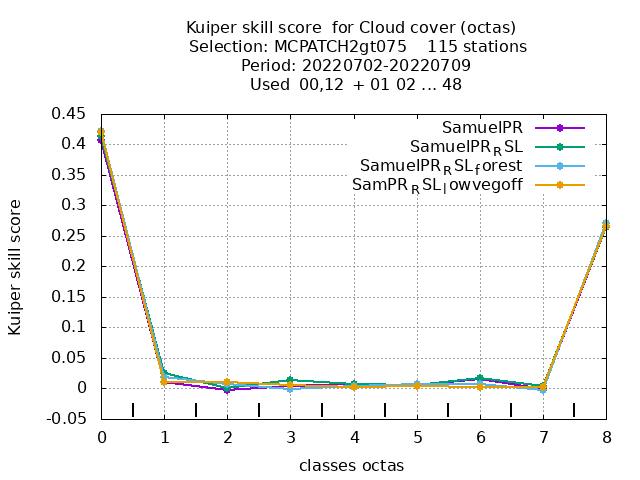 Kuiper skill score  for Cloud cover (octas)
Selection: MCPATCH2gt075    115 stations
Period: 20220702-20220709
Used  00,12  + 01 02 ... 48
SamuelPR
SamuelPR_RSL
SamuelPR_RSL_forest
SamPR_RSL_lowvegoff
0.45
0.4
0.35
0.3
0.25
0.2
0.15
0.1
0.05
0
-0.05
Kuiper skill score
0 1 2 3 4 5 6 7 8
classes octas